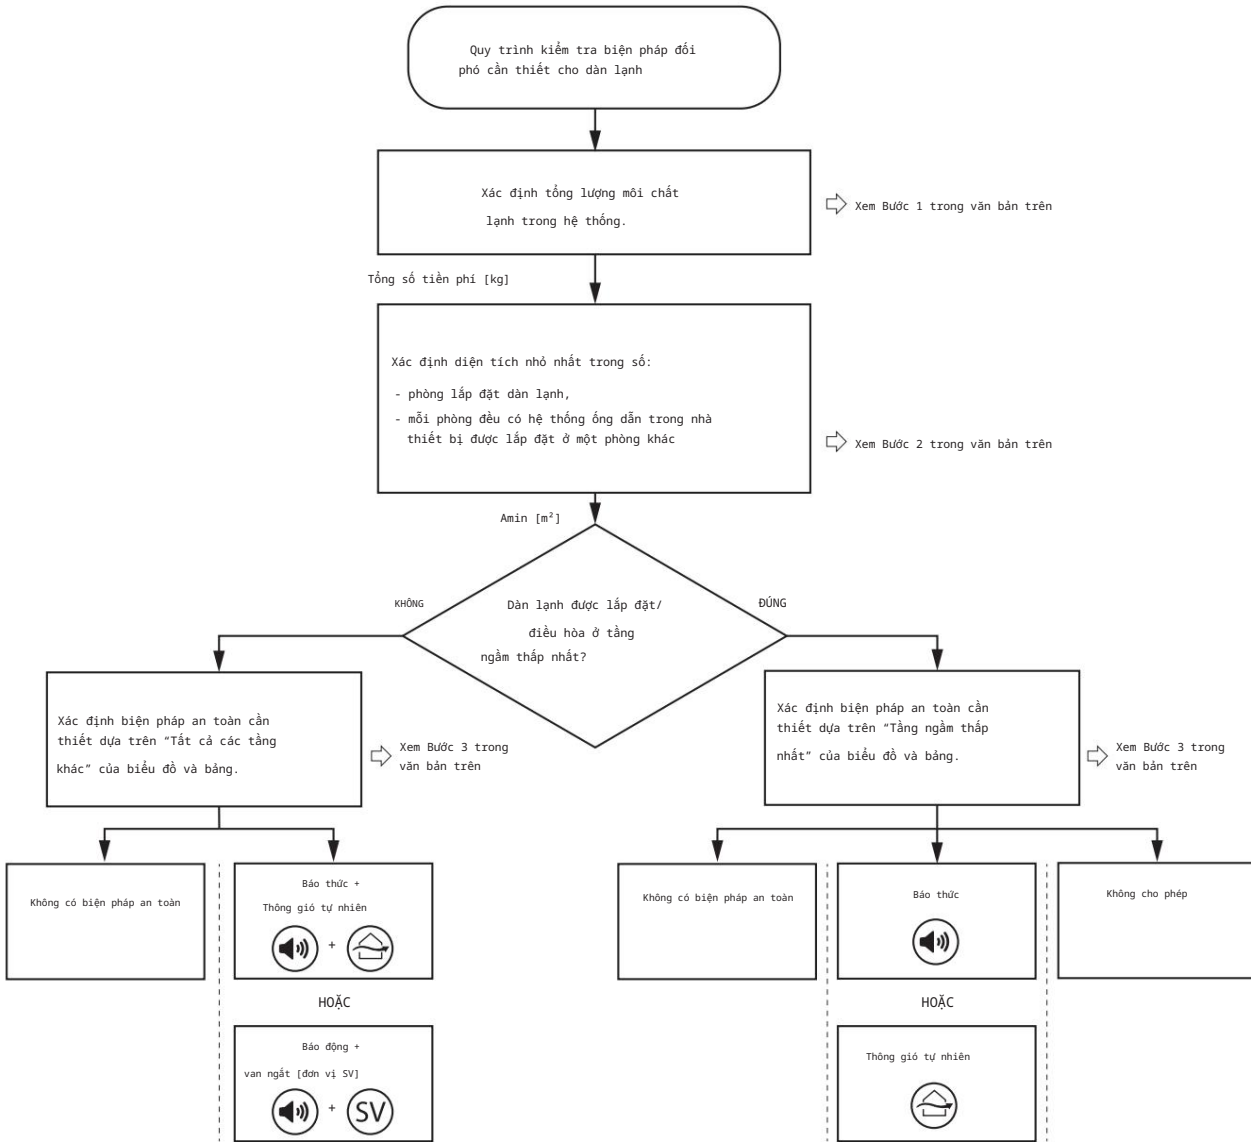 Quy trình kiểm tra biện pháp đối
phó cần thiết cho dàn lạnh
Xác định tổng lượng môi chất
lạnh trong hệ thống.
Xem Bước 1 trong văn bản trên
Tổng số tiền phí [kg]
Xác định diện tích nhỏ nhất trong số:
- phòng lắp đặt dàn lạnh,
- mỗi phòng đều có hệ thống ống dẫn trong nhà
thiết bị được lắp đặt ở một phòng khác
Xem Bước 2 trong văn bản trên
Amin [m²]
KHÔNG
Dàn lạnh được lắp đặt/
điều hòa ở tầng
ngầm thấp nhất?
ĐÚNG
Xác định biện pháp an toàn cần
thiết dựa trên “Tất cả các tầng
khác” của biểu đồ và bảng.
Xem Bước 3 trong
văn bản trên
Xác định biện pháp an toàn cần
thiết dựa trên “Tầng ngầm thấp
nhất” của biểu đồ và bảng.
Xem Bước 3 trong
văn bản trên
Không có biện pháp an toàn
Báo thức +
Thông gió tự nhiên
+
HOẶC
Báo động +
van ngắt [đơn vị SV]
+ SV
Không có biện pháp an toàn
Báo thức
HOẶC
Thông gió tự nhiên
Không cho phép